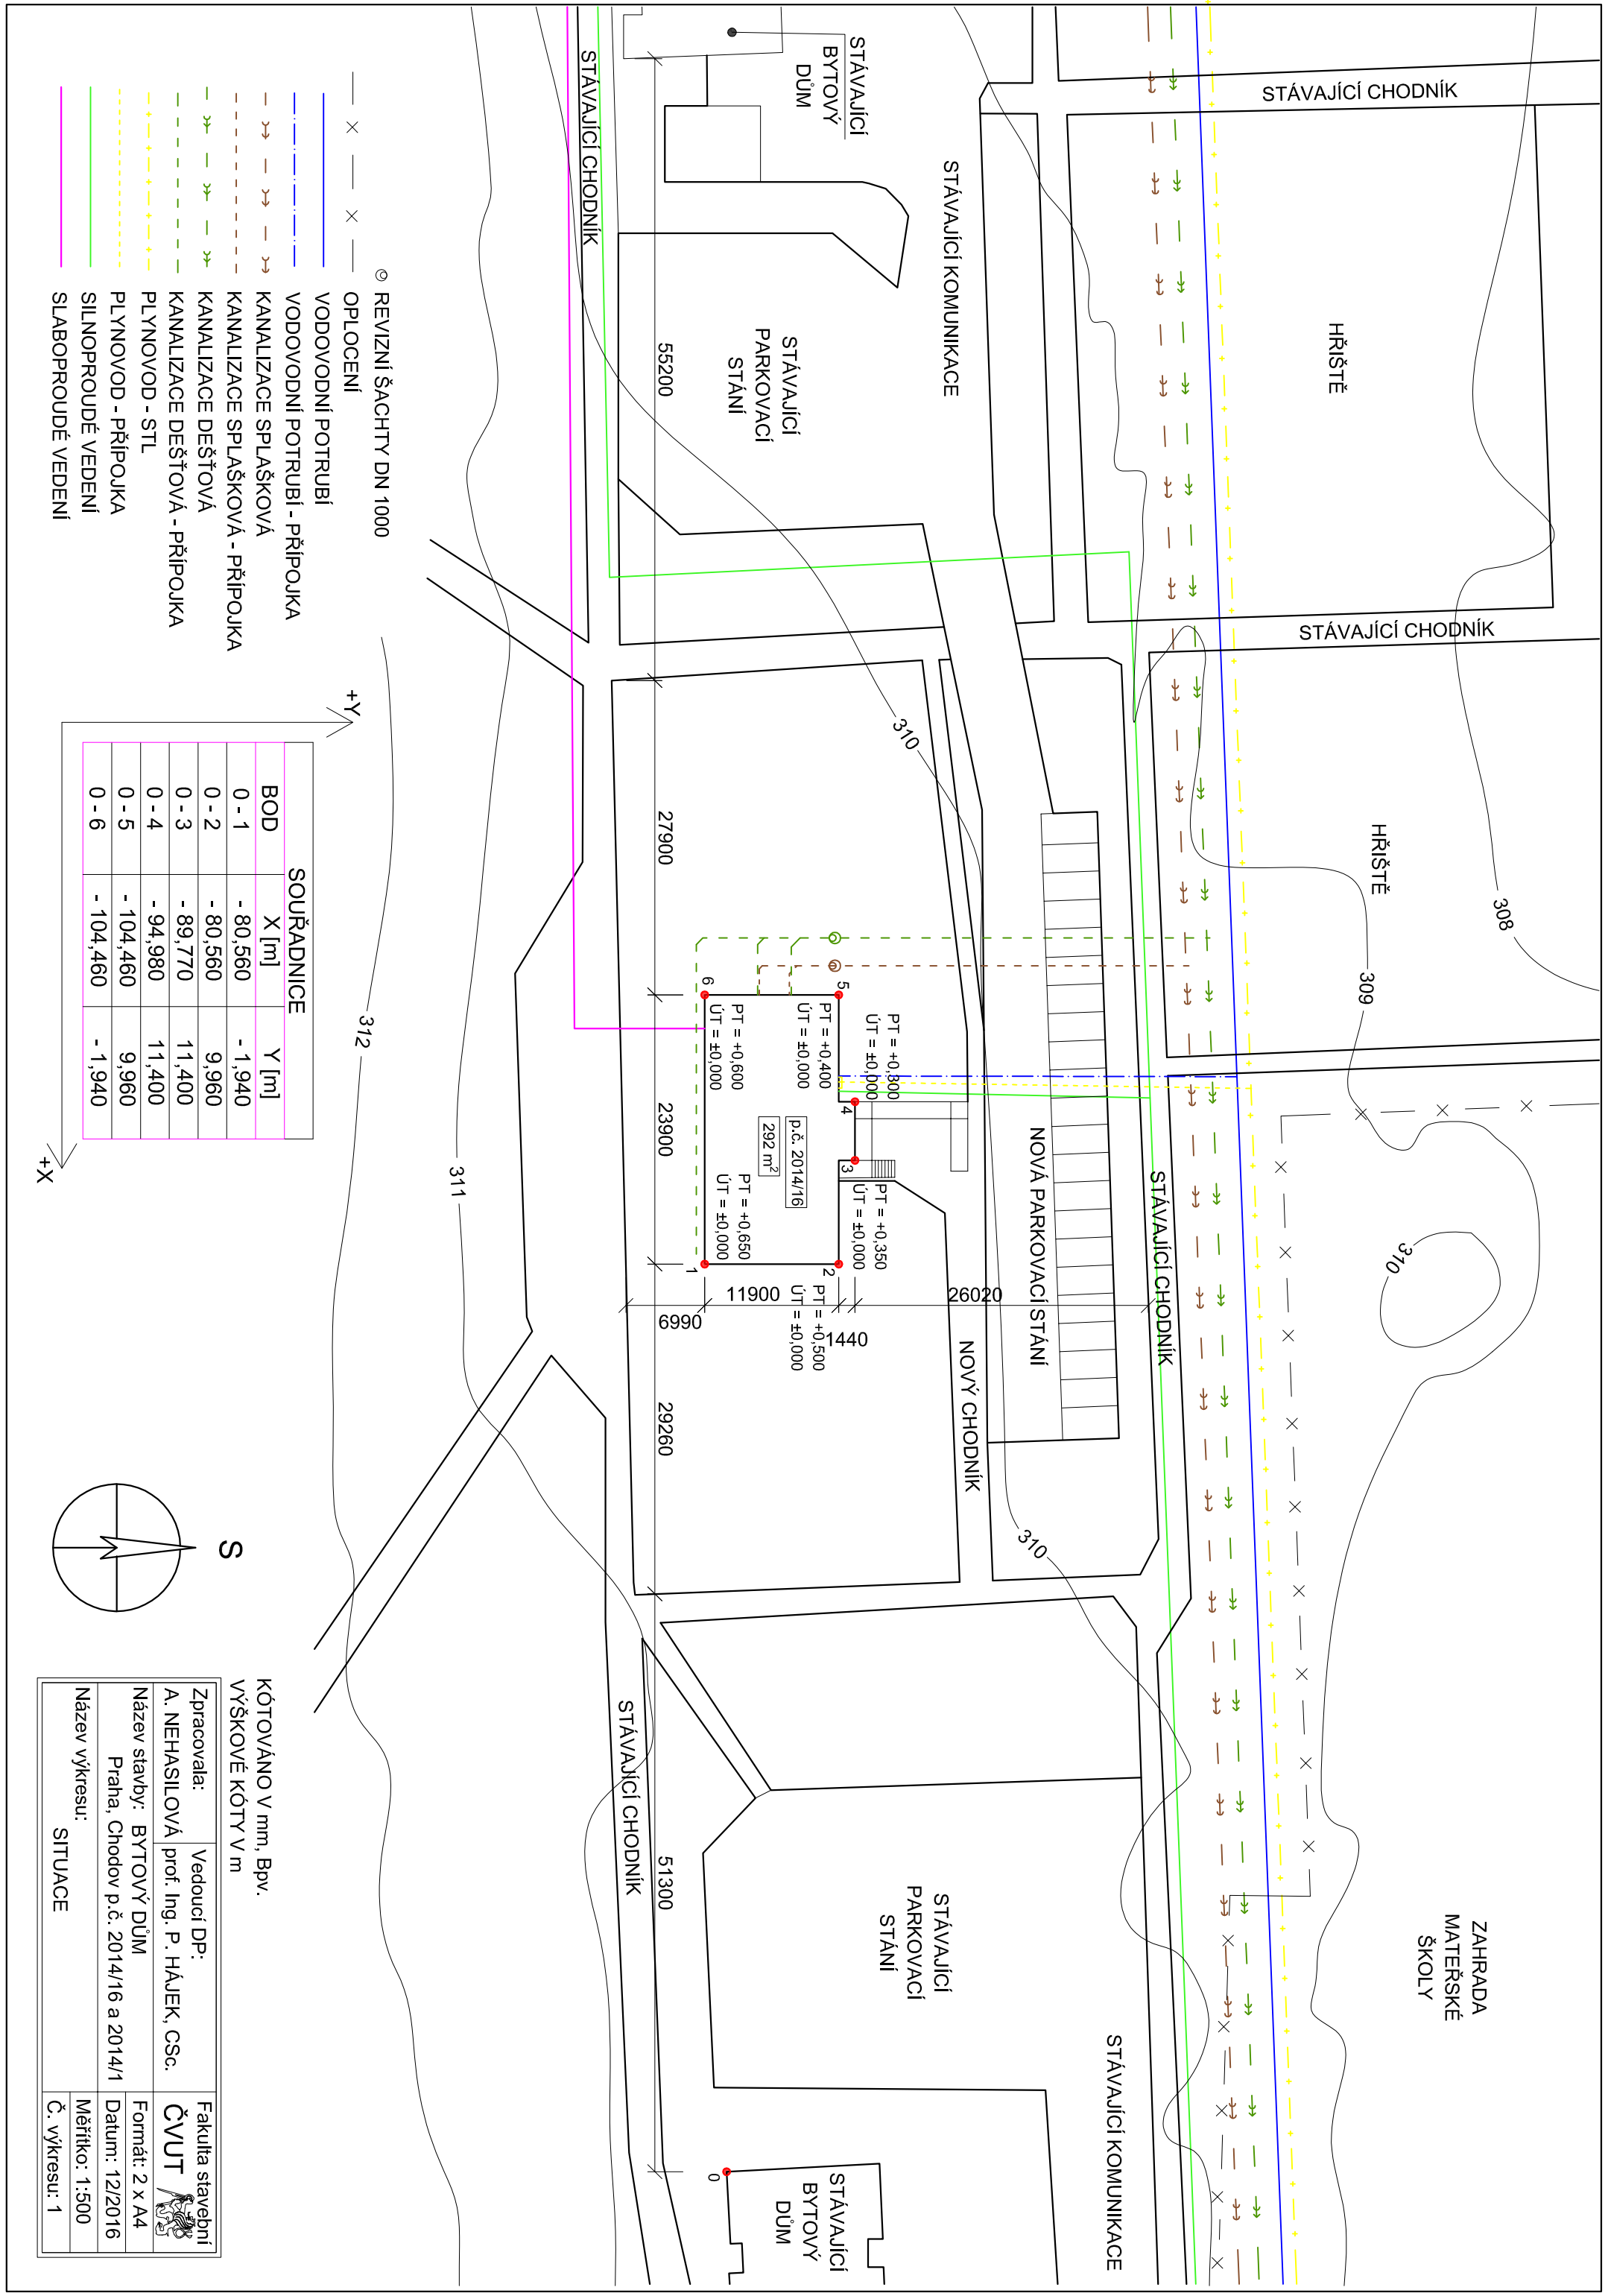 STÁVAJÍCÍ CHODNÍK
STÁVAJÍCÍ
BYTOVÝ
DŮM
STÁVAJÍCÍ CHODNÍK
STÁVAJÍCÍ KOMUNIKACE
HŘIŠTĚ
STÁVAJÍCÍ
PARKOVACÍ
STÁNÍ
55200
STÁVAJÍCÍ CHODNÍK
HŘIŠTĚ
308
309
310
310
310
311
312
27900
23900
29260
51300
6
5
4
3
2
1
0
PT = +0,600
ÚT = ±0,000
PT = +0,400
ÚT = ±0,000
PT = +0,300
ÚT = ±0,000
PT = +0,350
ÚT = ±0,000
PT = +0,650
ÚT = ±0,000
PT = +0,500
ÚT = ±0,000
p.č. 2014/16
292 m²
6990
11900
1440
26020
NOVÁ PARKOVACÍ STÁNÍ
STÁVAJÍCÍ CHODNÍK
NOVÝ CHODNÍK
STÁVAJÍCÍ CHODNÍK
STÁVAJÍCÍ
PARKOVACÍ
STÁNÍ
ZAHRADA
MATEŘSKÉ
ŠKOLY
STÁVAJÍCÍ KOMUNIKACE
STÁVAJÍCÍ
BYTOVÝ
DŮM
REVIZNÍ ŠACHTY DN 1000
OPLOCENÍ
VODOVODNÍ POTRUBÍ
VODOVODNÍ POTRUBÍ - PŘÍPOJKA
KANALIZACE SPLAŠKOVÁ
KANALIZACE SPLAŠKOVÁ - PŘÍPOJKA
KANALIZACE DEŠŤOVÁ
KANALIZACE DEŠŤOVÁ - PŘÍPOJKA
PLYNOVOD - STL
PLYNOVOD - PŘÍPOJKA
SILNOPROUDÉ VEDENÍ
SLABOPROUDÉ VEDENÍ
+Y
+X
SOUŘADNICE
BOD X [m] Y [m]
0 - 1 - 80,560 - 1,940
0 - 2 - 80,560 9,960
0 - 3 - 89,770 11,400
0 - 4 - 94,980 11,400
0 - 5 - 104,460 9,960
0 - 6 - 104,460 - 1,940
S
KÓTOVÁNO V mm, Bpv.
VÝŠKOVÉ KÓTY V m
Zpracovala: Vedoucí DP: Fakulta stavební
A. NEHASILOVÁ prof. Ing. P. HÁJEK, CSc. ČVUT
Název stavby: BYTOVÝ DŮM Formát: 2 x A4
Praha, Chodov p.č. 2014/16 a 2014/1 Datum: 12/2016
Název výkresu: Měřítko: 1:500
SITUACE Č. výkresu: 1